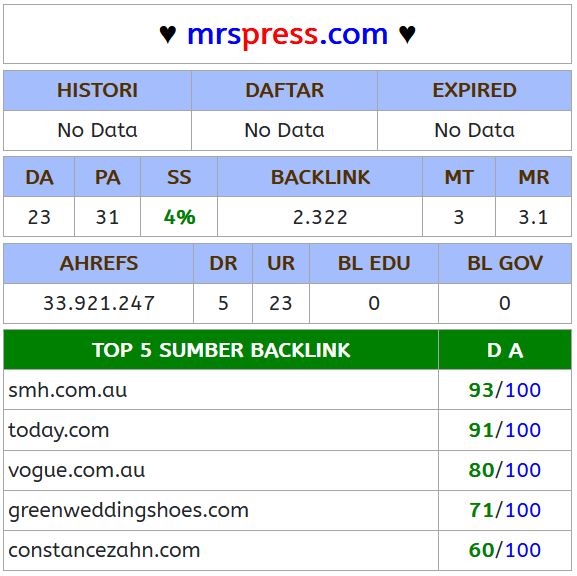 ♥ mrspress.com ♥
HISTORI DAFTAR EXPIRED
No Data No Data No Data
DA PA SS BACKLINK MT MR
23 31 4% 2.322 3 3.1
AHREFS DR UR BL EDU BL GOV
33.921.247 5 23 0 0
TOP 5 SUMBER BACKLINK D A
smh.com.au 93/100
today.com 91/100
vogue.com.au 80/100
greenweddingshoes.com 71/100
constancezahn.com 60/100